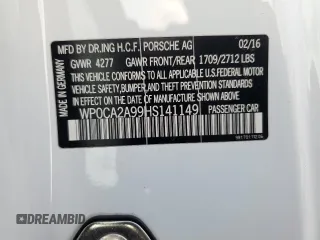 MFD BY DR.ING H.C.F. PORSCHE AG 02/16
GVWR 4277 GAWR FRONT/REAR 1709/2712 LBS
THIS VEHICLE CONFORMS TO ALL APPLICABLE U.S. FEDERAL
MOTOR VEHICLE SAFETY, BUMPER, AND THEFT PREVENTION
STANDARDS IN EFFECT ON THE DATE OF MANUFACTURE SHOWN ABOVE
WP0CA2A99HS141149 PASSENGER CAR
MADE IN GERMANY
DREAMBID